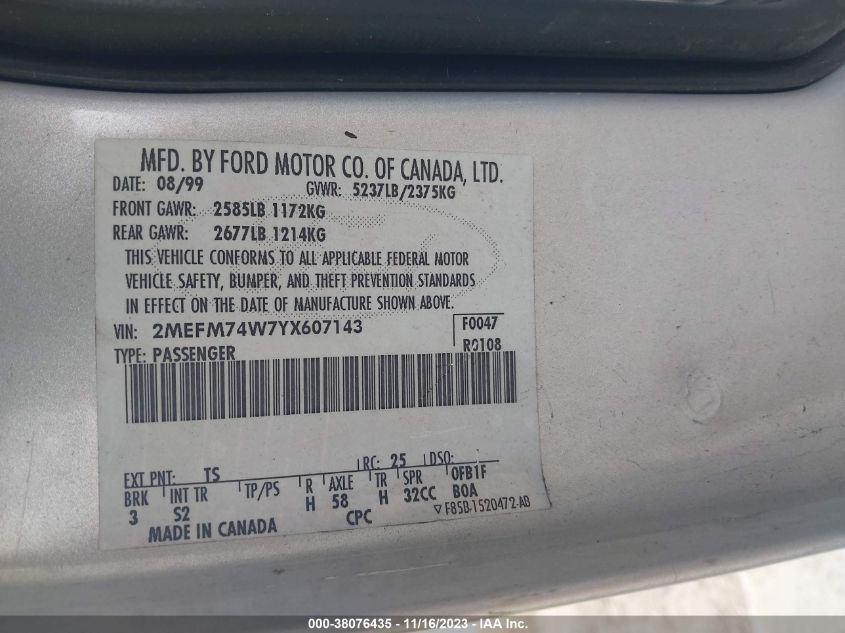 MFD. BY FORD MOTOR CO. OF CANADA, LTD.
DATE: 08/99 GVWR: 5237LB/2375KG
FRONT GAWR: 2585LB 1172KG
REAR GAWR: 2677LB 1214KG
THIS VEHICLE CONFORMS TO ALL APPLICABLE FEDERAL MOTOR
VEHICLE SAFETY, BUMPER, AND THEFT PREVENTION STANDARDS
IN EFFECT ON THE DATE OF MANUFACTURE SHOWN ABOVE.
VIN: 2MEFM74W7YX607143 F0047
TYPE: PASSENGER R0108
EXT PNT: TS RC: 25 DSO:
BRK INT TR TP/PS R AXLE TR SPR 0FB1F
3 S2 H 58 H 32CC BOA
MADE IN CANADA CPC F85B-1520472-AB
000-38076435 - 11/16/2023 - IAA Inc.